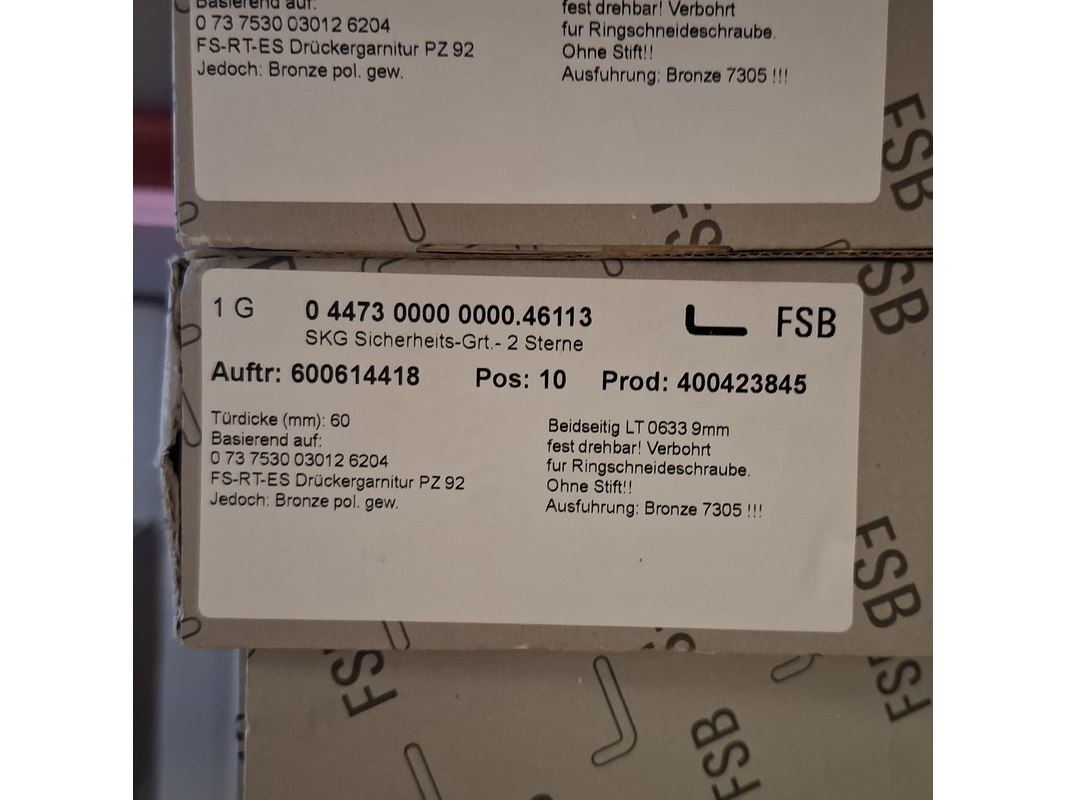 Basierend auf:
0 73 7530 03012 6204
FS-RT-ES Drückergarnitur PZ 92
Jedoch: Bronze pol. gew.
fest drehbar! Verbohrt
fur Ringschneideschraube.
Ohne Stift!!
Ausfuhrung: Bronze 7305 !!!
FSB
FSB
FSB
1 G
0 4473 0000 0000.46113
SKG Sicherheits-Grt.- 2 Sterne
FSB
Auftr: 600614418 Pos: 10 Prod: 400423845
Türdicke (mm): 60
Basierend auf:
0 73 7530 03012 6204
FS-RT-ES Drückergarnitur PZ 92
Jedoch: Bronze pol. gew.
Beidseitig LT 0633 9mm
fest drehbar! Verbohrt
fur Ringschneideschraube.
Ohne Stift!!
Ausfuhrung: Bronze 7305 !!!
FSB
FSB
FSB
FSB